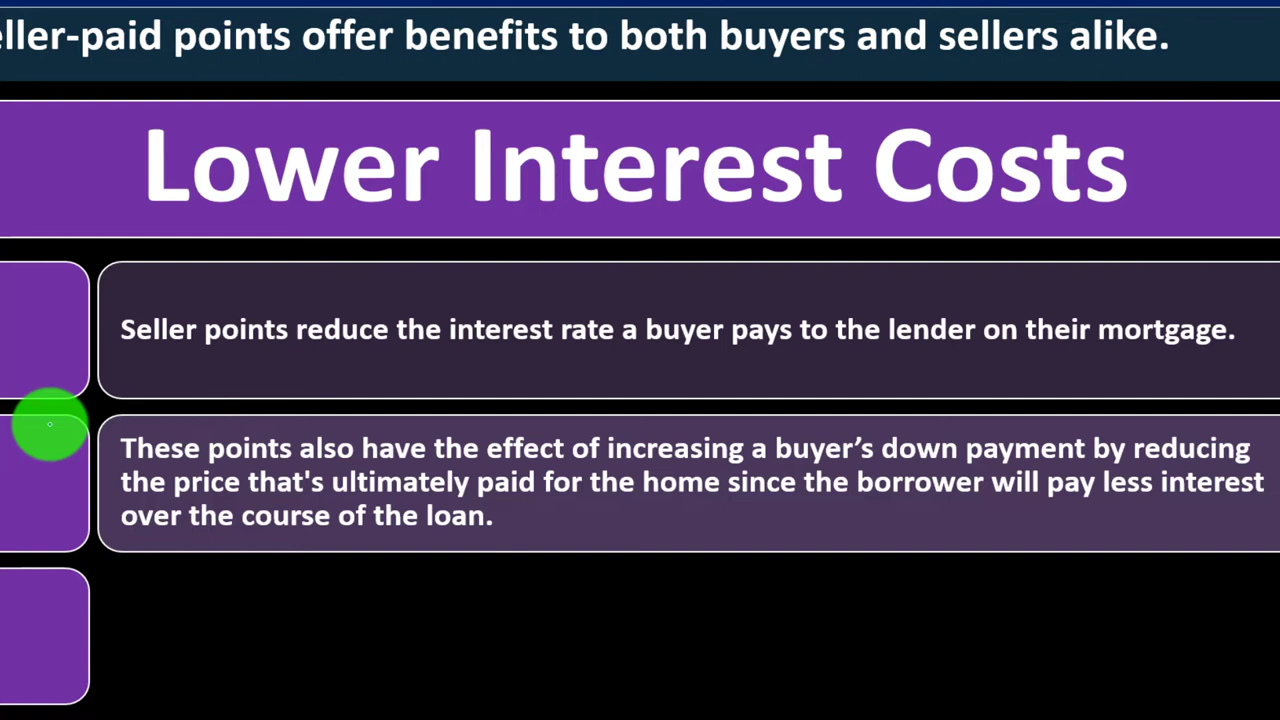 points offer benefits to both buyers and sellers alike.
Lower Interest Costs
Seller points reduce the interest rate a buyer pays to the lender on their mortgage.
These points also have the effect of increasing a buyer’s down payment by reducing
the price that's ultimately paid for the home since the borrower will pay less interest
over the course of the loan.